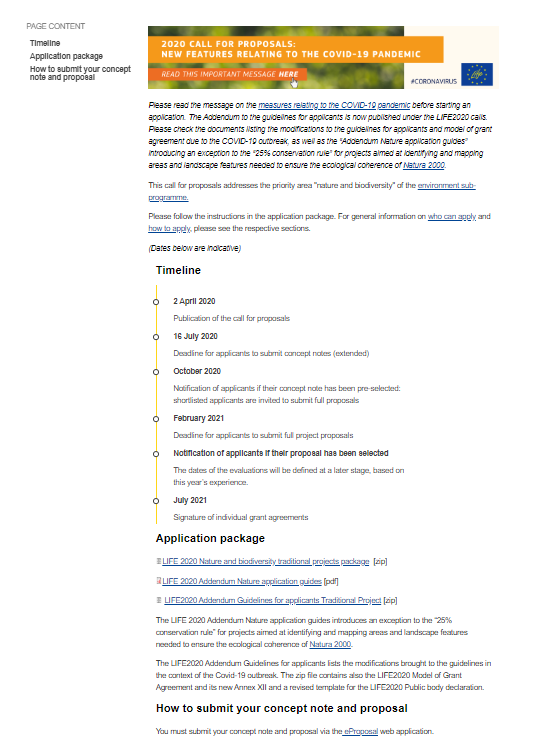 PAGE CONTENT
Timeline
Application package
How to submit your concept
note and proposal
2020 CALL FOR PROPOSALS:
NEW FEATURES RELATING TO THE COVID-19 PANDEMIC
READ THIS IMPORTANT MESSAGE HERE
#CORONAVIRUS
Life
Please read the message on the measures relating to the COVID-19 pandemic before starting an
application. The Addendum to the guidelines for applicants is now published under the LIFE2020 calls.
Please check the documents listing the modifications to the guidelines for applicants and model of grant
agreement due to the COVID-19 outbreak, as well as the "Addendum Nature application guides"
introducing an exception to the "25% conservation rule" for projects aimed at identifying and mapping
areas and landscape features needed to ensure the ecological coherence of Natura 2000.
This call for proposals addresses the priority area "nature and biodiversity" of the environment sub-
programme.
Please follow the instructions in the application package. For general information on who can apply and
how to apply, please see the respective sections.
(Dates below are indicative)
Timeline
2 April 2020
Publication of the call for proposals
16 July 2020
Deadline for applicants to submit concept notes (extended)
October 2020
Notification of applicants if their concept note has been pre-selected:
shortlisted applicants are invited to submit full proposals
February 2021
Deadline for applicants to submit full project proposals
Notification of applicants if their proposal has been selected
The dates of the evaluations will be defined at a later stage, based on
this year's experience.
July 2021
Signature of individual grant agreements
Application package
LIFE 2020 Nature and biodiversity traditional projects package [zip]
LIFE 2020 Addendum Nature application guides [pdf]
LIFE2020 Addendum Guidelines for applicants Traditional Project [zip]
The LIFE 2020 Addendum Nature application guides introduces an exception to the "25%
conservation rule" for projects aimed at identifying and mapping areas and landscape features
needed to ensure the ecological coherence of Natura 2000.
The LIFE2020 Addendum Guidelines for applicants lists the modifications brought to the guidelines in
the context of the Covid-19 outbreak. The zip file contains also the LIFE2020 Model of Grant
Agreement and its new Annex XII and a revised template for the LIFE2020 Public body declaration.
How to submit your concept note and proposal
You must submit your concept note and proposal via the eProposal web application.